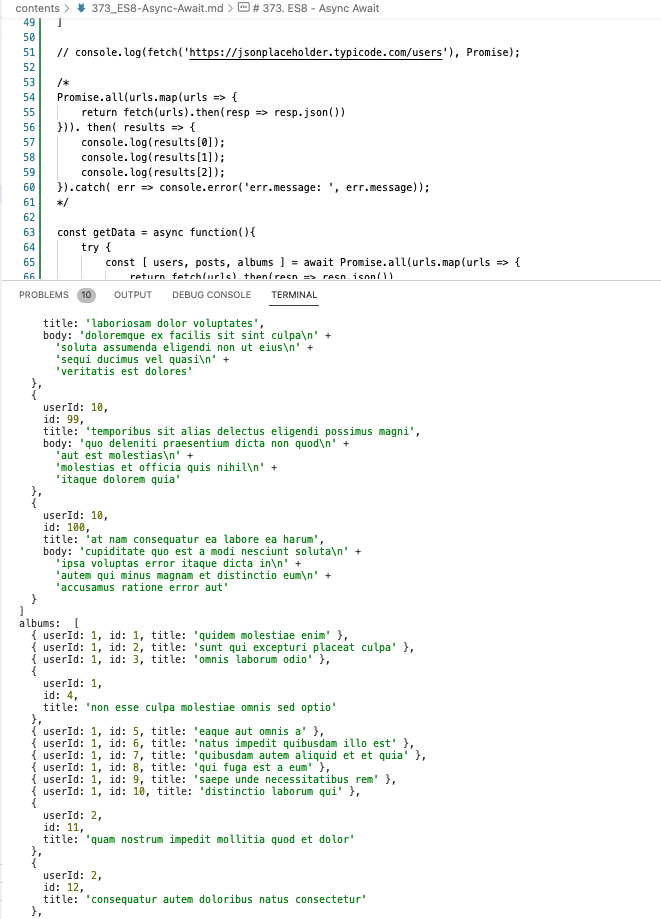 contents > 373_ES8-Async-Await.md > # 373. ES8 - Async Await
49 ]
50
51 // console.log(fetch('https://jsonplaceholder.typicode.com/users'), Promise);
52
53 /*
54 Promise.all(urls.map(urls => {
55 return fetch(urls).then(resp => resp.json())
56 })). then( results => {
57 console.log(results[0]);
58 console.log(results[1]);
59 console.log(results[2]);
60 }).catch( err => console.error('err.message: ', err.message));
61 */
62
63 const getData = async function(){
64 try {
65 const [ users, posts, albums ] = await Promise.all(urls.map(urls => {
66 return fetch(urls).then(resp => resp.json())
PROBLEMS 10 OUTPUT DEBUG CONSOLE TERMINAL
title: 'laboriosam dolor voluptates',
body: 'doloremque ex facilis sit sint culpa\n' +
'soluta assumenda eligendi non ut eius\n' +
'sequi ducimus vel quasi\n' +
'veritatis est dolores'
},
{
userId: 10,
id: 99,
title: 'temporibus sit alias delectus eligendi possimus magni',
body: 'quo deleniti praesentium dicta non quod\n' +
'aut est molestias\n' +
'molestias et officia quis nihil\n' +
'itaque dolorem quia'
},
{
userId: 10,
id: 100,
title: 'at nam consequatur ea labore ea harum',
body: 'cupiditate quo est a modi nesciunt soluta\n' +
'ipsa voluptas error itaque dicta in\n' +
'autem qui minus magnam et distinctio eum\n' +
'accusamus ratione error aut'
}
]
albums: [
{ userId: 1, id: 1, title: 'quidem molestiae enim' },
{ userId: 1, id: 2, title: 'sunt qui excepturi placeat culpa' },
{ userId: 1, id: 3, title: 'omnis laborum odio' },
{
userId: 1,
id: 4,
title: 'non esse culpa molestiae omnis sed optio'
},
{ userId: 1, id: 5, title: 'eaque aut omnis a' },
{ userId: 1, id: 6, title: 'natus impedit quibusdam illo est' },
{ userId: 1, id: 7, title: 'quibusdam autem aliquid et et quia' },
{ userId: 1, id: 8, title: 'qui fuga est a eum' },
{ userId: 1, id: 9, title: 'saepe unde necessitatibus rem' },
{ userId: 1, id: 10, title: 'distinctio laborum qui' },
{
userId: 2,
id: 11,
title: 'quam nostrum impedit mollitia quod et dolor'
},
{
userId: 2,
id: 12,
title: 'consequatur autem doloribus natus consectetur'
},